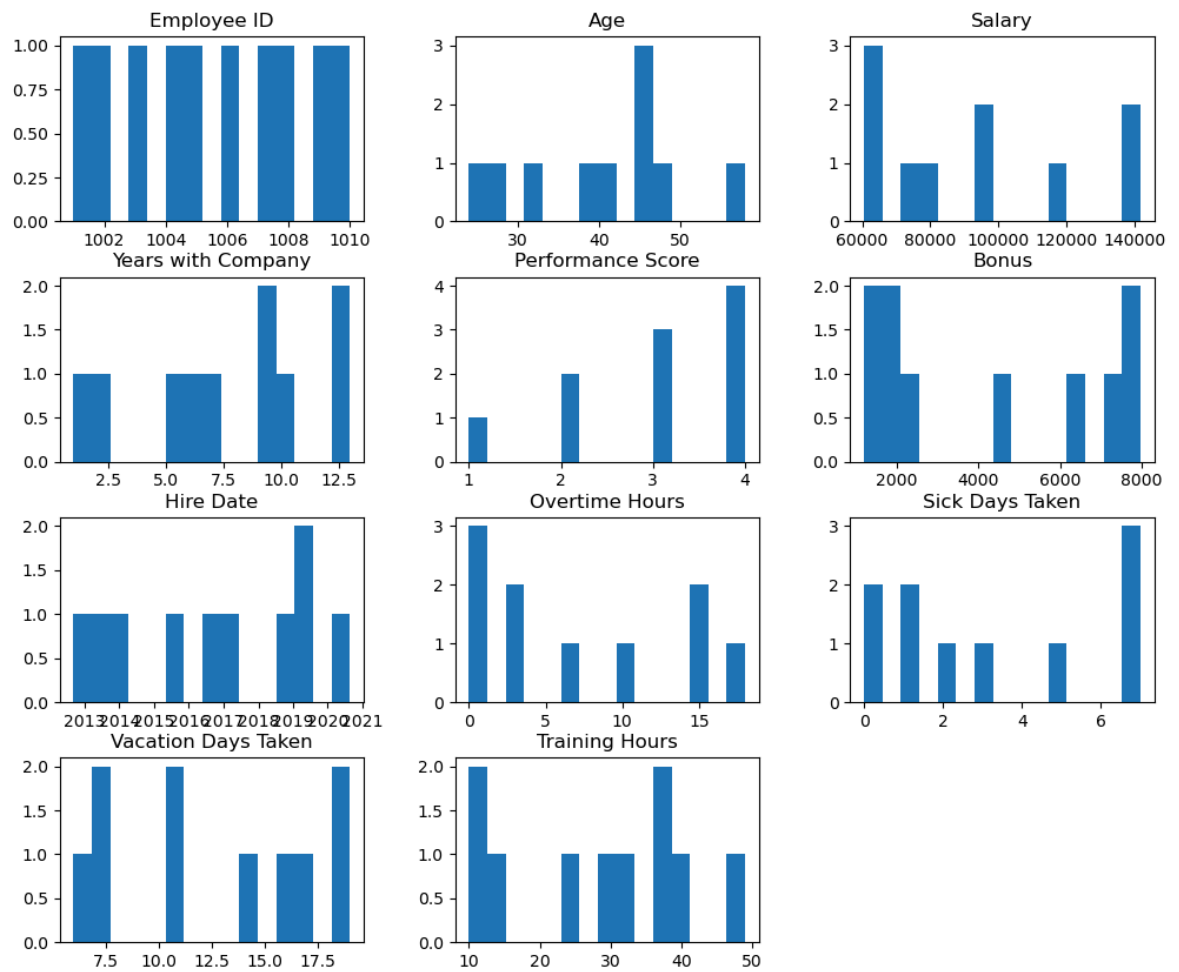 Employee ID Age Salary
1.00 3 3
0.75 2 2
0.50
0.25 1 1
0.00 0 0
1002 1004 1006 1008 1010 30 40 50 60000 80000 100000 120000 140000
Years with Company Performance Score Bonus
2.0 4 2.0
1.5 3 1.5
1.0 2 1.0
0.5 1 0.5
0.0 0 0.0
2.5 5.0 7.5 10.0 12.5 1 2 3 4 2000 4000 6000 8000
Hire Date Overtime Hours Sick Days Taken
2.0 3 3
1.5 2 2
1.0
0.5 1 1
0.0 0 0
2013 2014 2015 2016 2017 2018 2019 2020 2021 0 5 10 15 0 2 4 6
Vacation Days Taken Training Hours
2.0 2.0
1.5 1.5
1.0 1.0
0.5 0.5
0.0 0.0
7.5 10.0 12.5 15.0 17.5 10 20 30 40 50